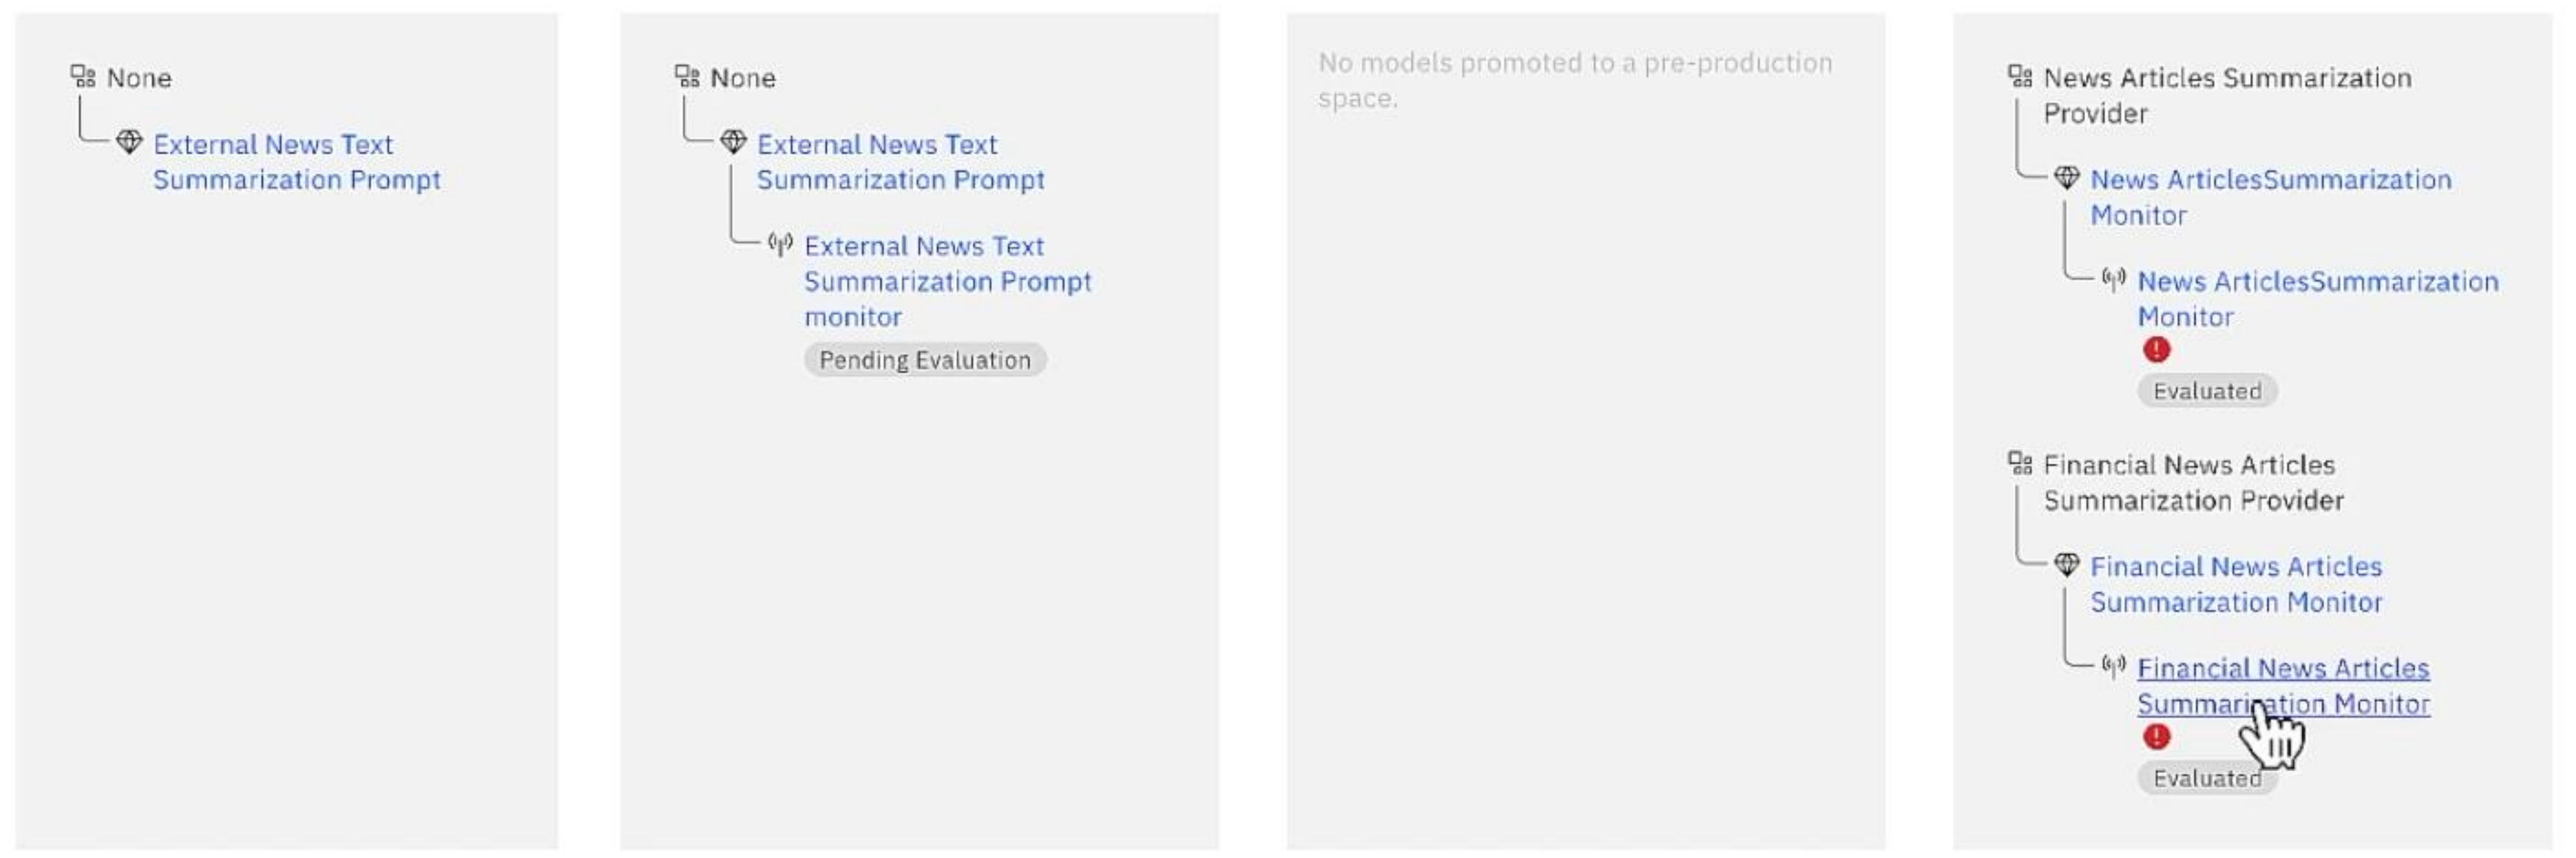 None
External News Text
Summarization Prompt
None
External News Text
Summarization Prompt
External News Text
Summarization Prompt
monitor
Pending Evaluation
No models promoted to a pre-production
space.
News Articles Summarization
Provider
News ArticlesSummarization
Monitor
News ArticlesSummarization
Monitor
Evaluated
Financial News Articles
Summarization Provider
Financial News Articles
Summarization Monitor
Financial News Articles
Summarization Monitor
Evaluated